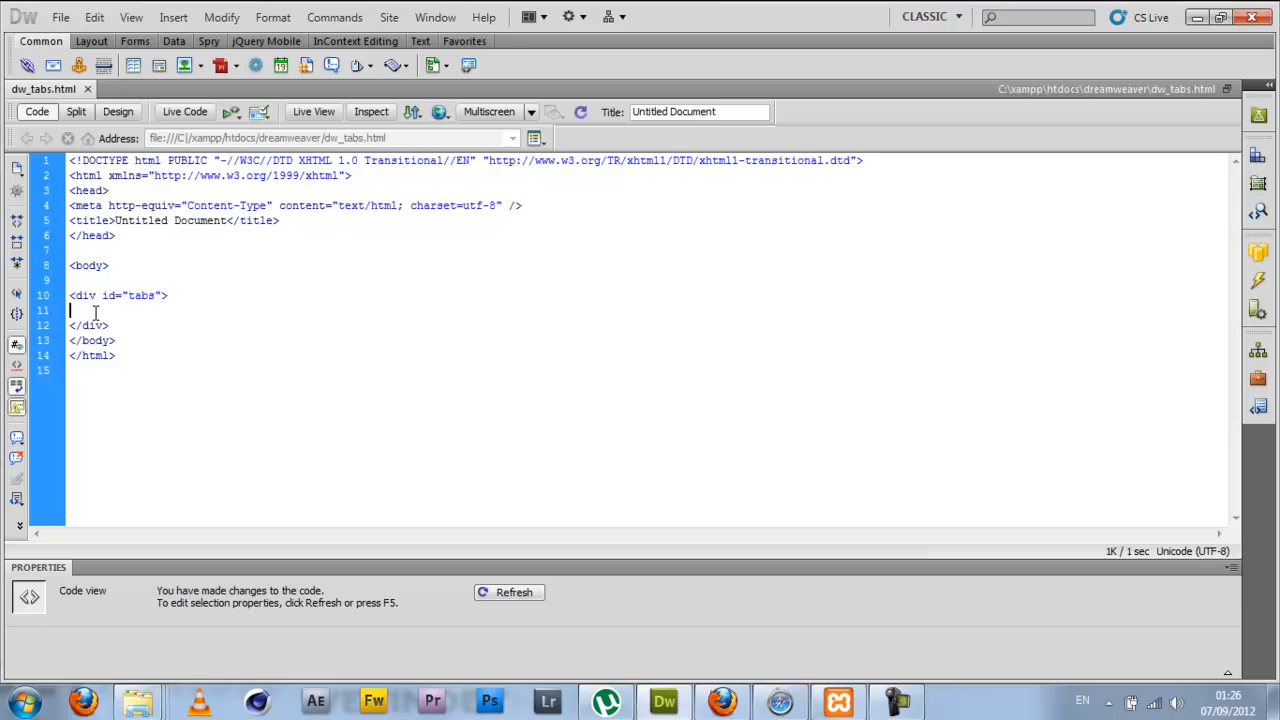 Dw File Edit View Insert Modify Format Commands Site Window Help CLASSIC CS Live
Common Layout Forms Data Spry jQuery Mobile InContext Editing Text Favorites
dw_tabs.html C:\xampp\htdocs\dreamweaver\dw_tabs.html
Code Split Design Live Code Live View Inspect Multiscreen Title: Untitled Document
Address: file:///C|/xampp/htdocs/dreamweaver/dw_tabs.html
1 <!DOCTYPE html PUBLIC "-//W3C//DTD XHTML 1.0 Transitional//EN" "http://www.w3.org/TR/xhtml1/DTD/xhtml1-transitional.dtd">
2 <html xmlns="http://www.w3.org/1999/xhtml">
3 <head>
4 <meta http-equiv="Content-Type" content="text/html; charset=utf-8" />
5 <title>Untitled Document</title>
6 </head>
7
8 <body>
9
10 <div id="tabs">
11
12 </div>
13 </body>
14 </html>
15
1K / 1 sec Unicode (UTF-8)
PROPERTIES
Code view You have made changes to the code. Refresh
To edit selection properties, click Refresh or press F5.
Ae Fw Pr Ps Lr Dw EN 01:26
07/09/2012